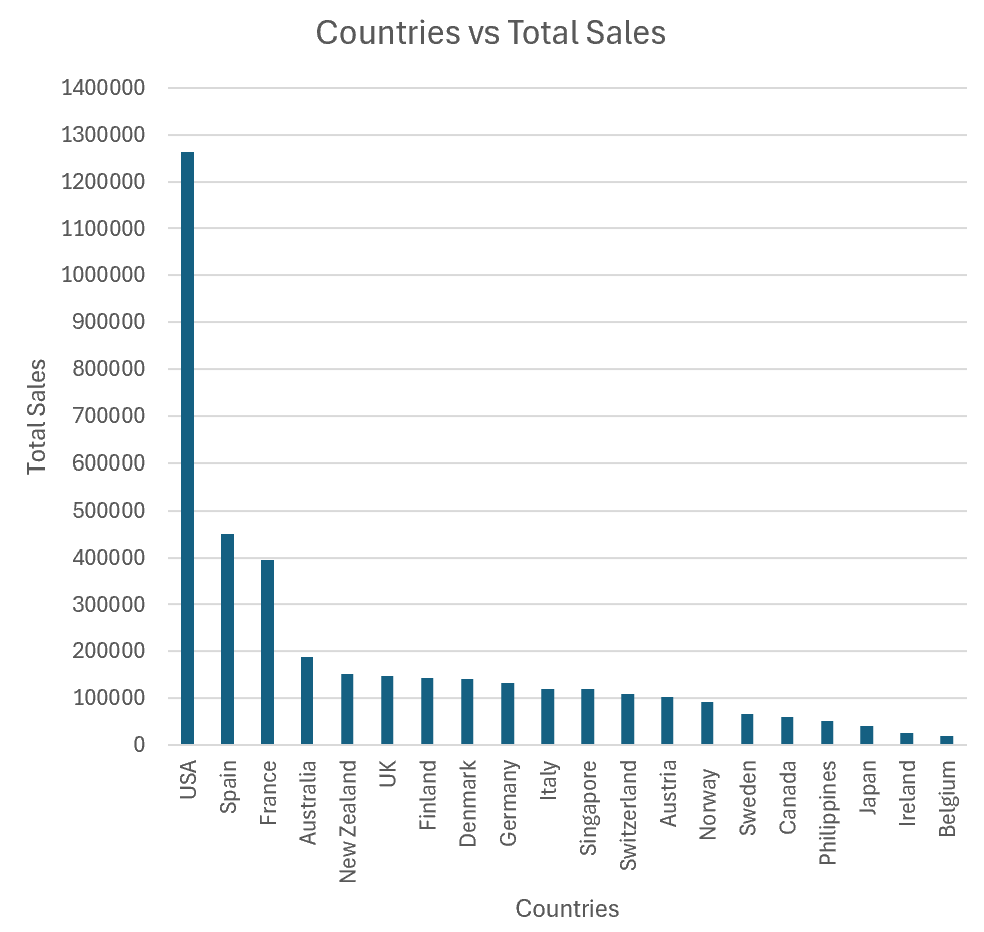 Countries vs Total Sales
1400000
1300000
1200000
1100000
1000000
900000
800000
700000
600000
500000
400000
300000
200000
100000
0
Total Sales
USA
Spain
France
Australia
New Zealand
UK
Finland
Denmark
Germany
Italy
Singapore
Switzerland
Austria
Norway
Sweden
Canada
Philippines
Japan
Ireland
Belgium
Countries